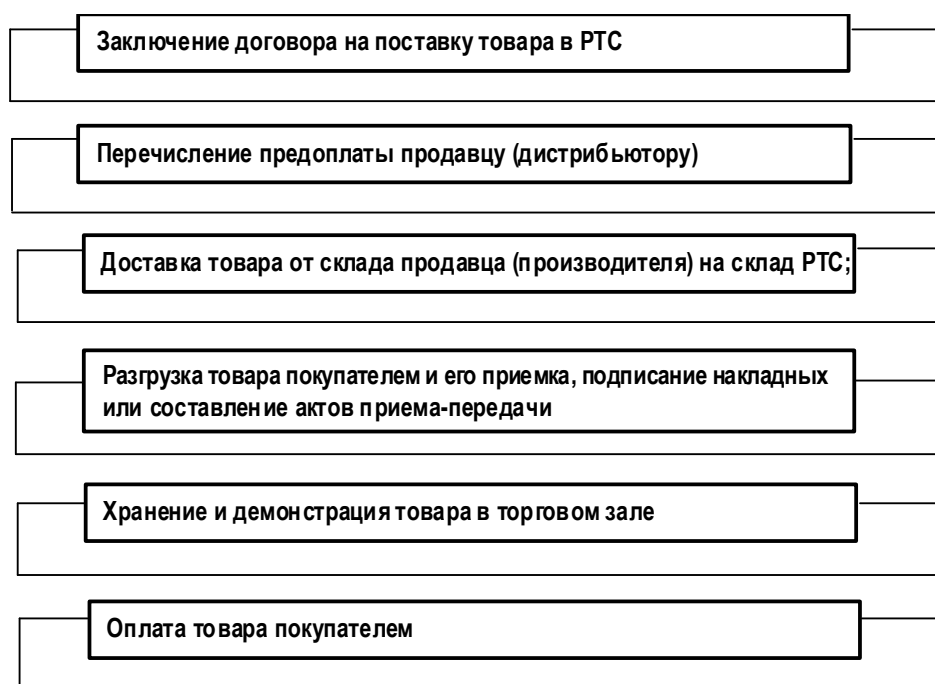 Заключение договора на поставку товара в РТС
Перечисление предоплаты продавцу (дистрибьютору)
Доставка товара от склада продавца (производителя) на склад РТС;
Разгрузка товара покупателем и его приемка, подписание накладных
или составление актов приема-передачи
Хранение и демонстрация товара в торговом зале
Оплата товара покупателем